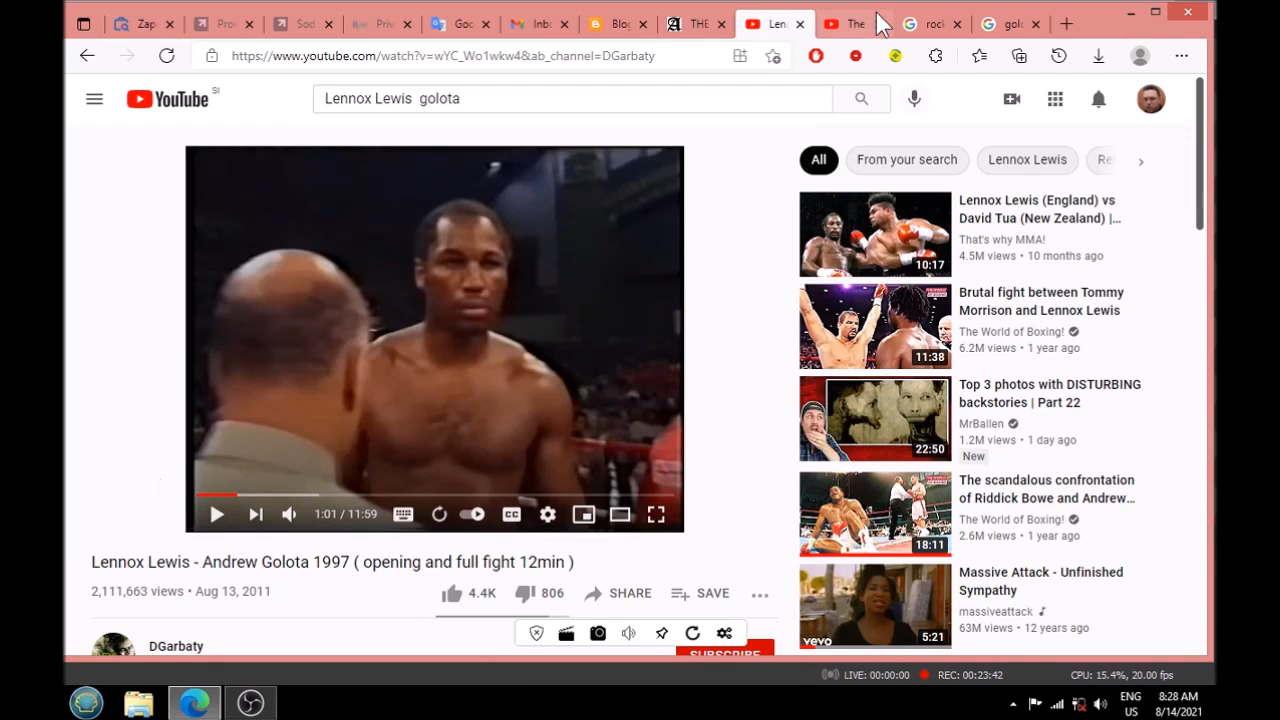 Zap
Pro
Sod
Priv
Goo
Inbo
Blog
THE
Len
The
rock
golo
https://www.youtube.com/watch?v=wYC_Wo1wkw4&ab_channel=DGarbaty
YouTube SI
Lennox Lewis golota
All
From your search
Lennox Lewis
Re
Lennox Lewis (England) vs
David Tua (New Zealand) |...
That's why MMA!
4.5M views • 10 months ago
10:17
Brutal fight between Tommy
Morrison and Lennox Lewis
The World of Boxing!
6.2M views • 1 year ago
11:38
Top 3 photos with DISTURBING
backstories | Part 22
MrBallen
1.2M views • 1 day ago
New
22:50
The scandalous confrontation
of Riddick Bowe and Andrew...
The World of Boxing!
2.6M views • 1 year ago
18:11
Massive Attack - Unfinished
Sympathy
massiveattack
63M views • 12 years ago
vevo
5:21
1:01 / 11:59
CC
Lennox Lewis - Andrew Golota 1997 ( opening and full fight 12min )
2,111,663 views • Aug 13, 2011
4.4K
806
SHARE
SAVE
DGarbaty
SUBSCRIBE
LIVE: 00:00:00
REC: 00:23:42
CPU: 15.4%, 20.00 fps
ENG
US
8:28 AM
8/14/2021